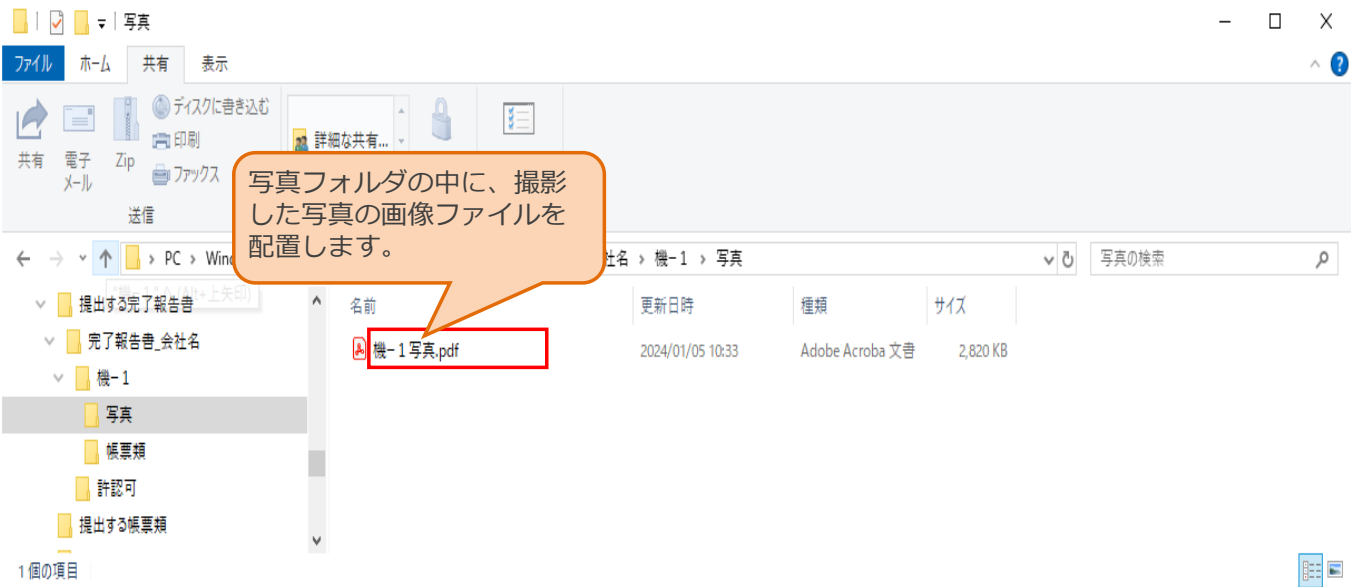 写真
ファイル ホーム 共有 表示
共有
電子
メール
Zip
ディスクに書き込む
印刷
ファックス
送信
詳細な共有...
写真フォルダの中に、撮影
した写真の画像ファイルを
配置します。
PC › Wind
社名 › 機-1 › 写真
写真の検索
提出する完了報告書
完了報告書_会社名
機-1
写真
帳票類
許認可
提出する帳票類
名前 更新日時 種類 サイズ
機-1写真.pdf 2024/01/05 10:33 Adobe Acroba 文書 2,820 KB
1個の項目